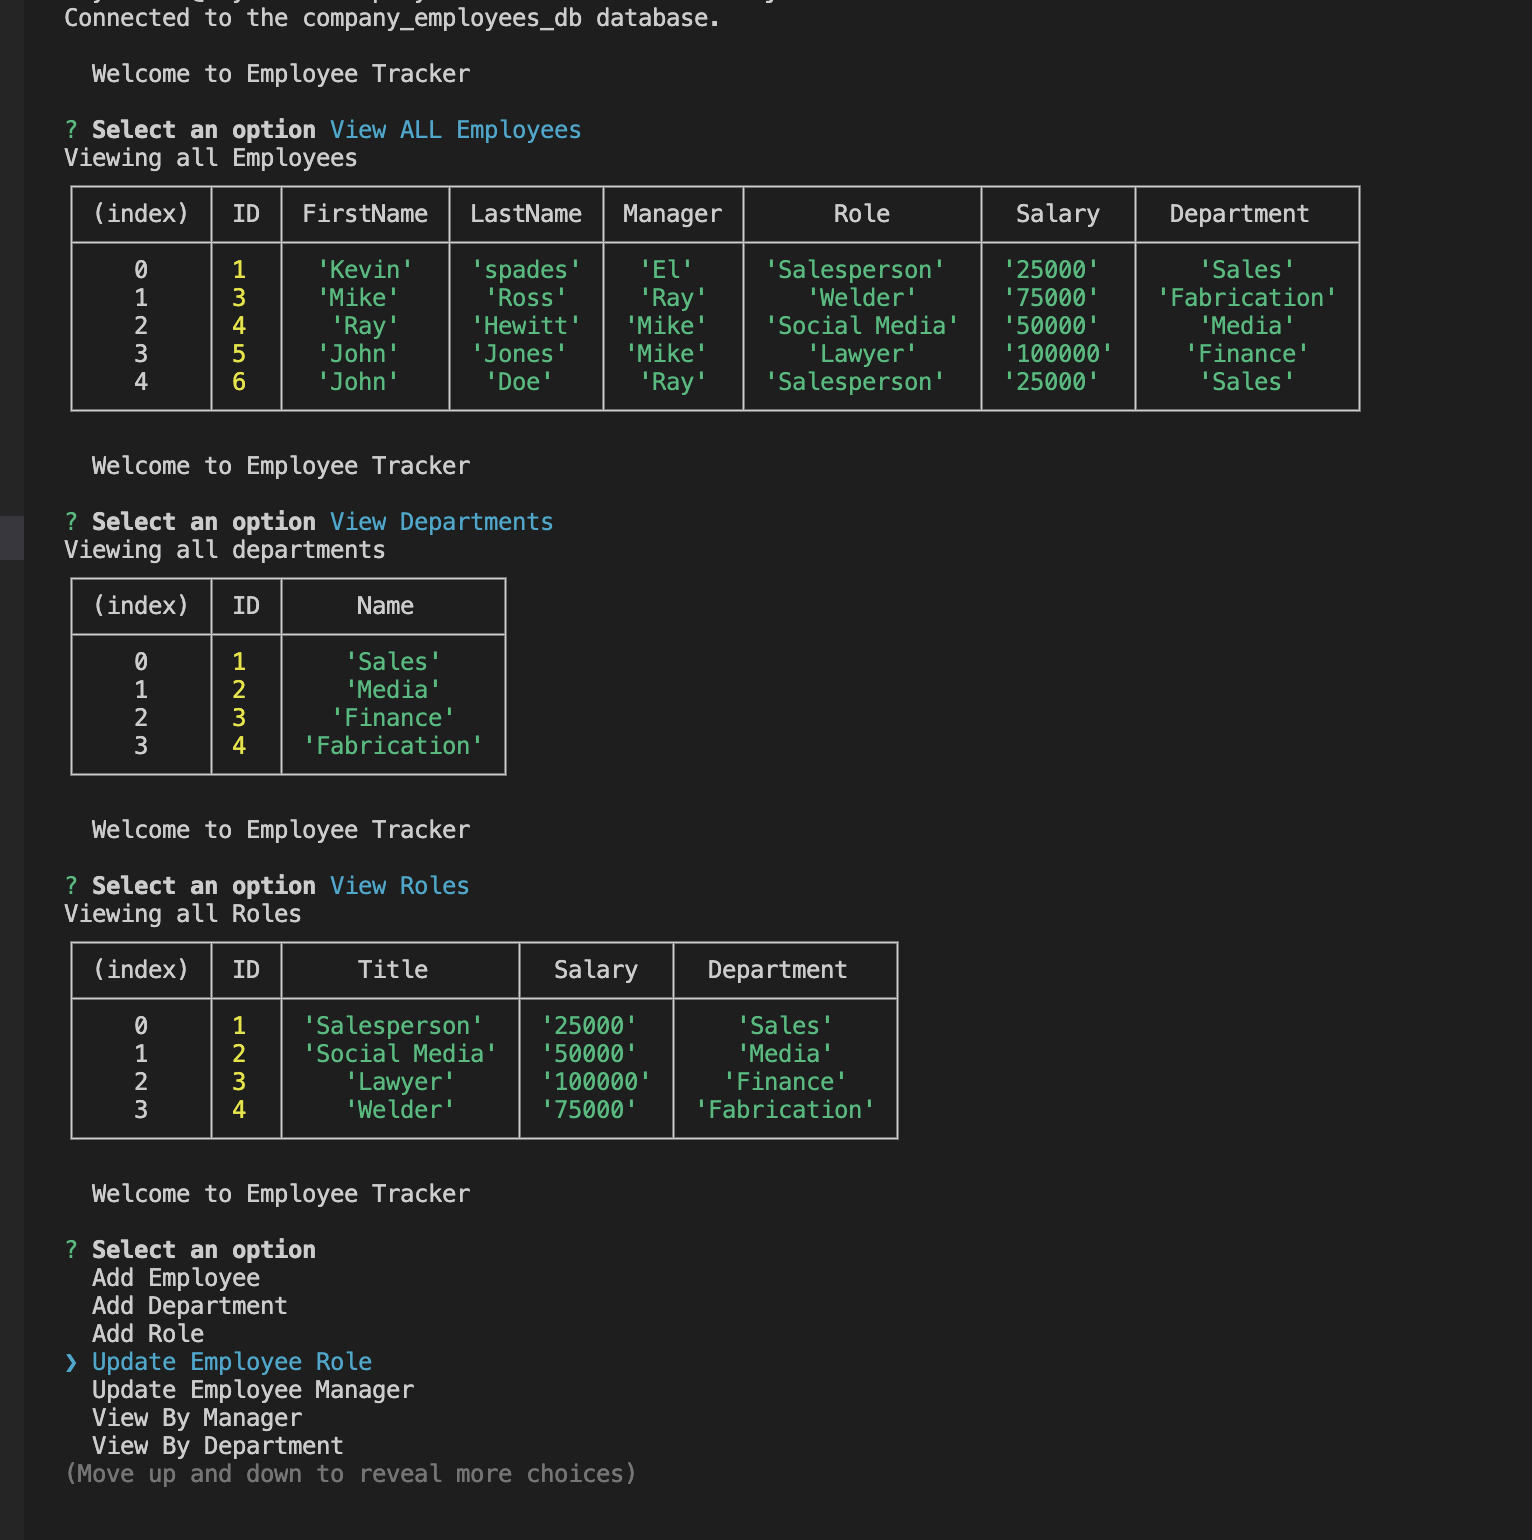 Connected to the company_employees_db database.
Welcome to Employee Tracker
? Select an option View ALL Employees
Viewing all Employees
(index) ID FirstName LastName Manager Role Salary Department
0 1 'Kevin' 'spades' 'El' 'Salesperson' '25000' 'Sales'
1 3 'Mike' 'Ross' 'Ray' 'Welder' '75000' 'Fabrication'
2 4 'Ray' 'Hewitt' 'Mike' 'Social Media' '50000' 'Media'
3 5 'John' 'Jones' 'Mike' 'Lawyer' '100000' 'Finance'
4 6 'John' 'Doe' 'Ray' 'Salesperson' '25000' 'Sales'
Welcome to Employee Tracker
? Select an option View Departments
Viewing all departments
(index) ID Name
0 1 'Sales'
1 2 'Media'
2 3 'Finance'
3 4 'Fabrication'
Welcome to Employee Tracker
? Select an option View Roles
Viewing all Roles
(index) ID Title Salary Department
0 1 'Salesperson' '25000' 'Sales'
1 2 'Social Media' '50000' 'Media'
2 3 'Lawyer' '100000' 'Finance'
3 4 'Welder' '75000' 'Fabrication'
Welcome to Employee Tracker
? Select an option
Add Employee
Add Department
Add Role
❯ Update Employee Role
Update Employee Manager
View By Manager
View By Department
(Move up and down to reveal more choices)